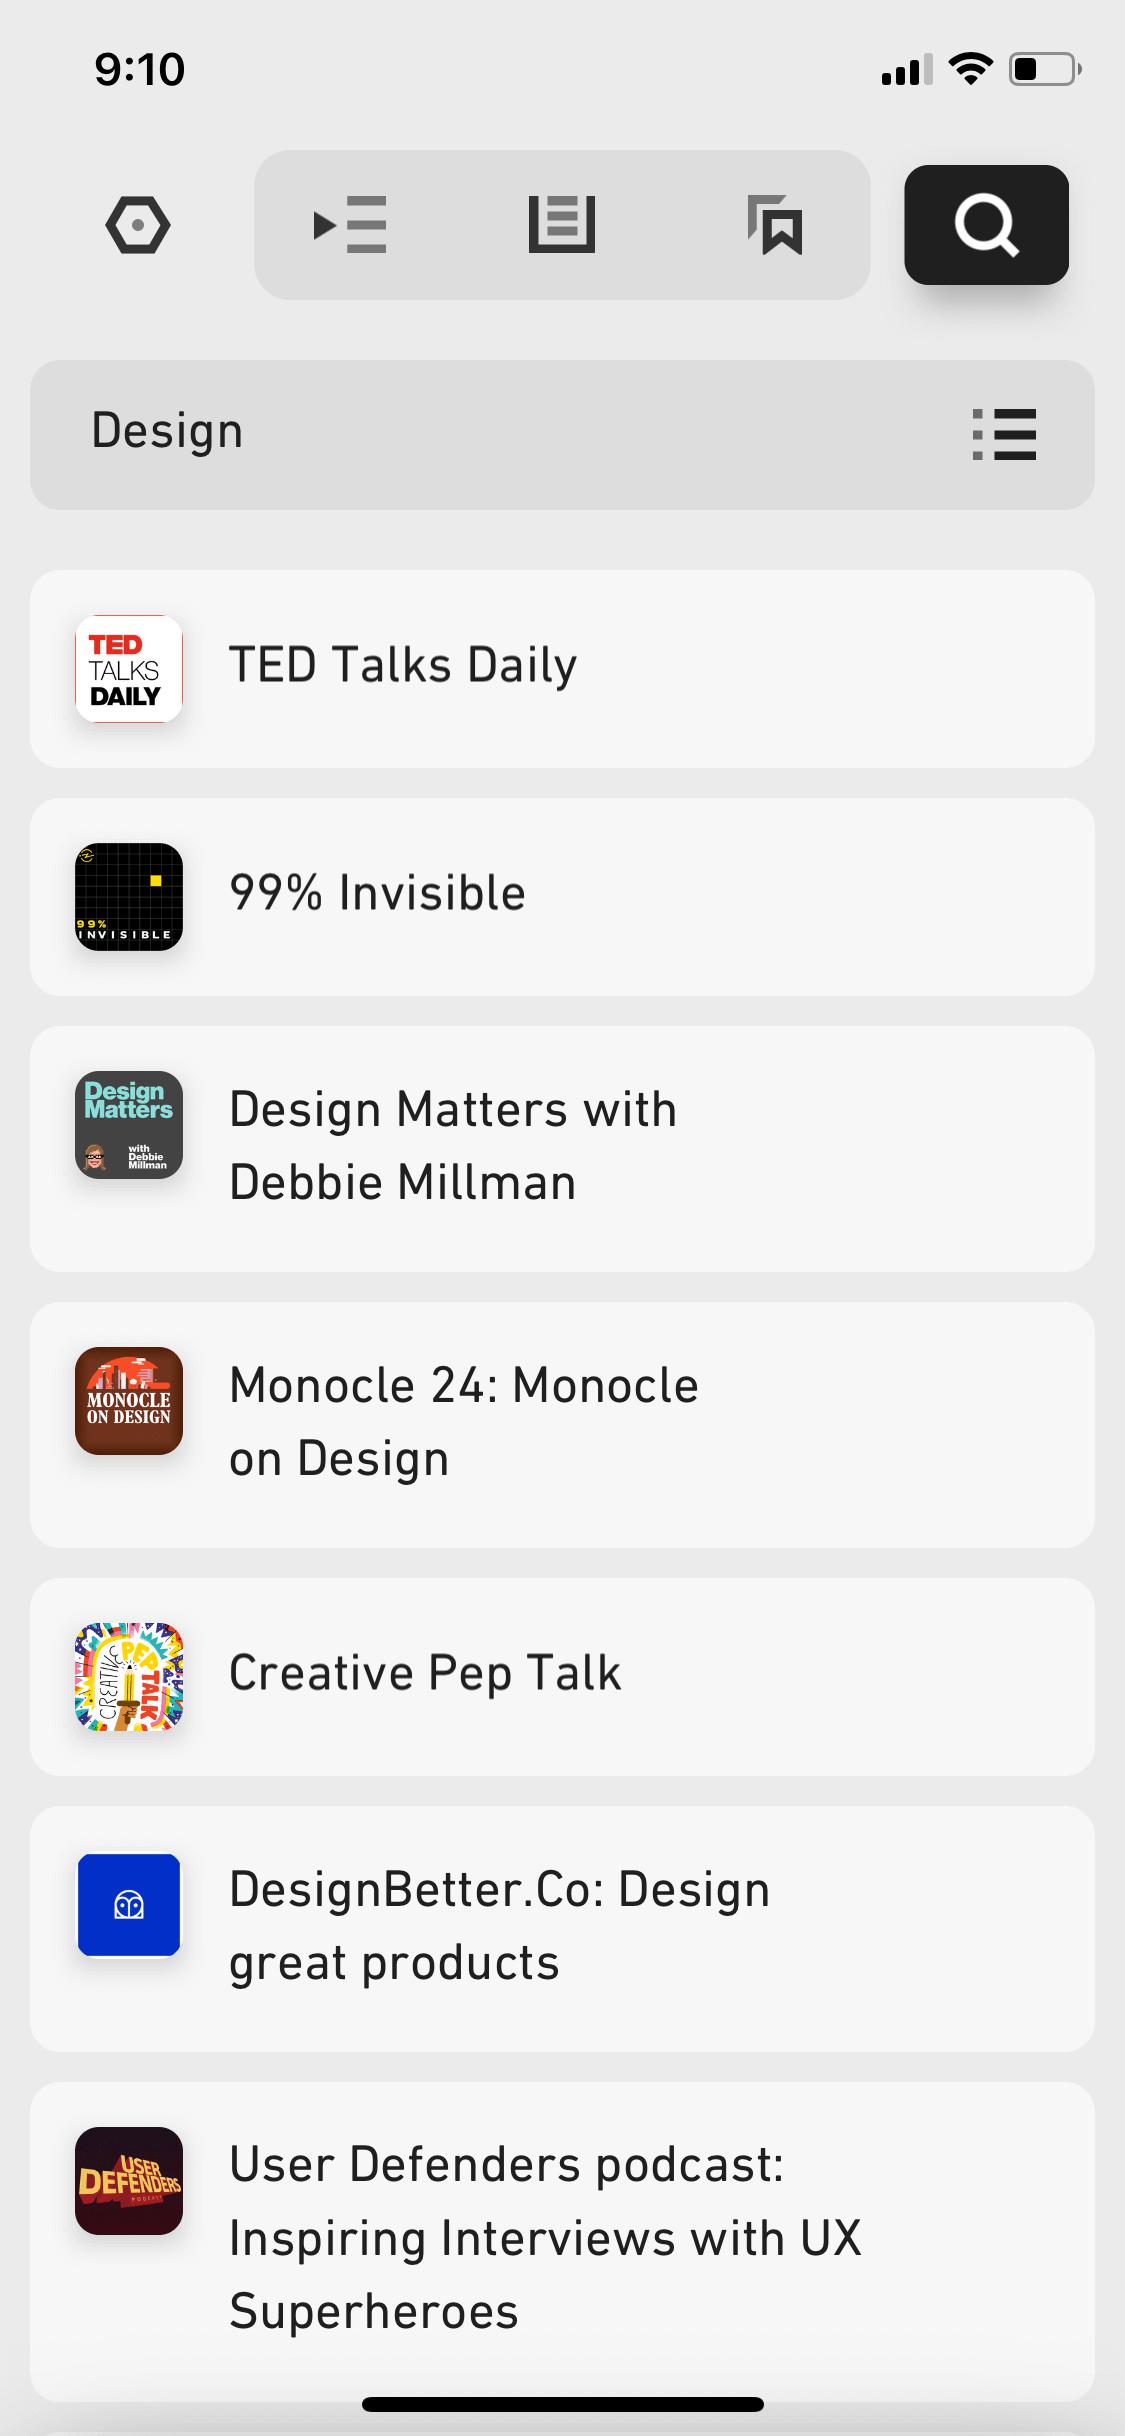 9:10
Design
TED
TALKS
DAILY
TED Talks Daily
99%
INVISIBLE
99% Invisible
Design
Matters
with
Debbie
Millman
Design Matters with
Debbie Millman
MONOCLE
ON DESIGN
Monocle 24: Monocle
on Design
CREATIVE
PEP
TALK
Creative Pep Talk
DesignBetter.Co: Design
great products
USER
DEFENDERS
PODCAST
User Defenders podcast:
Inspiring Interviews with UX
Superheroes